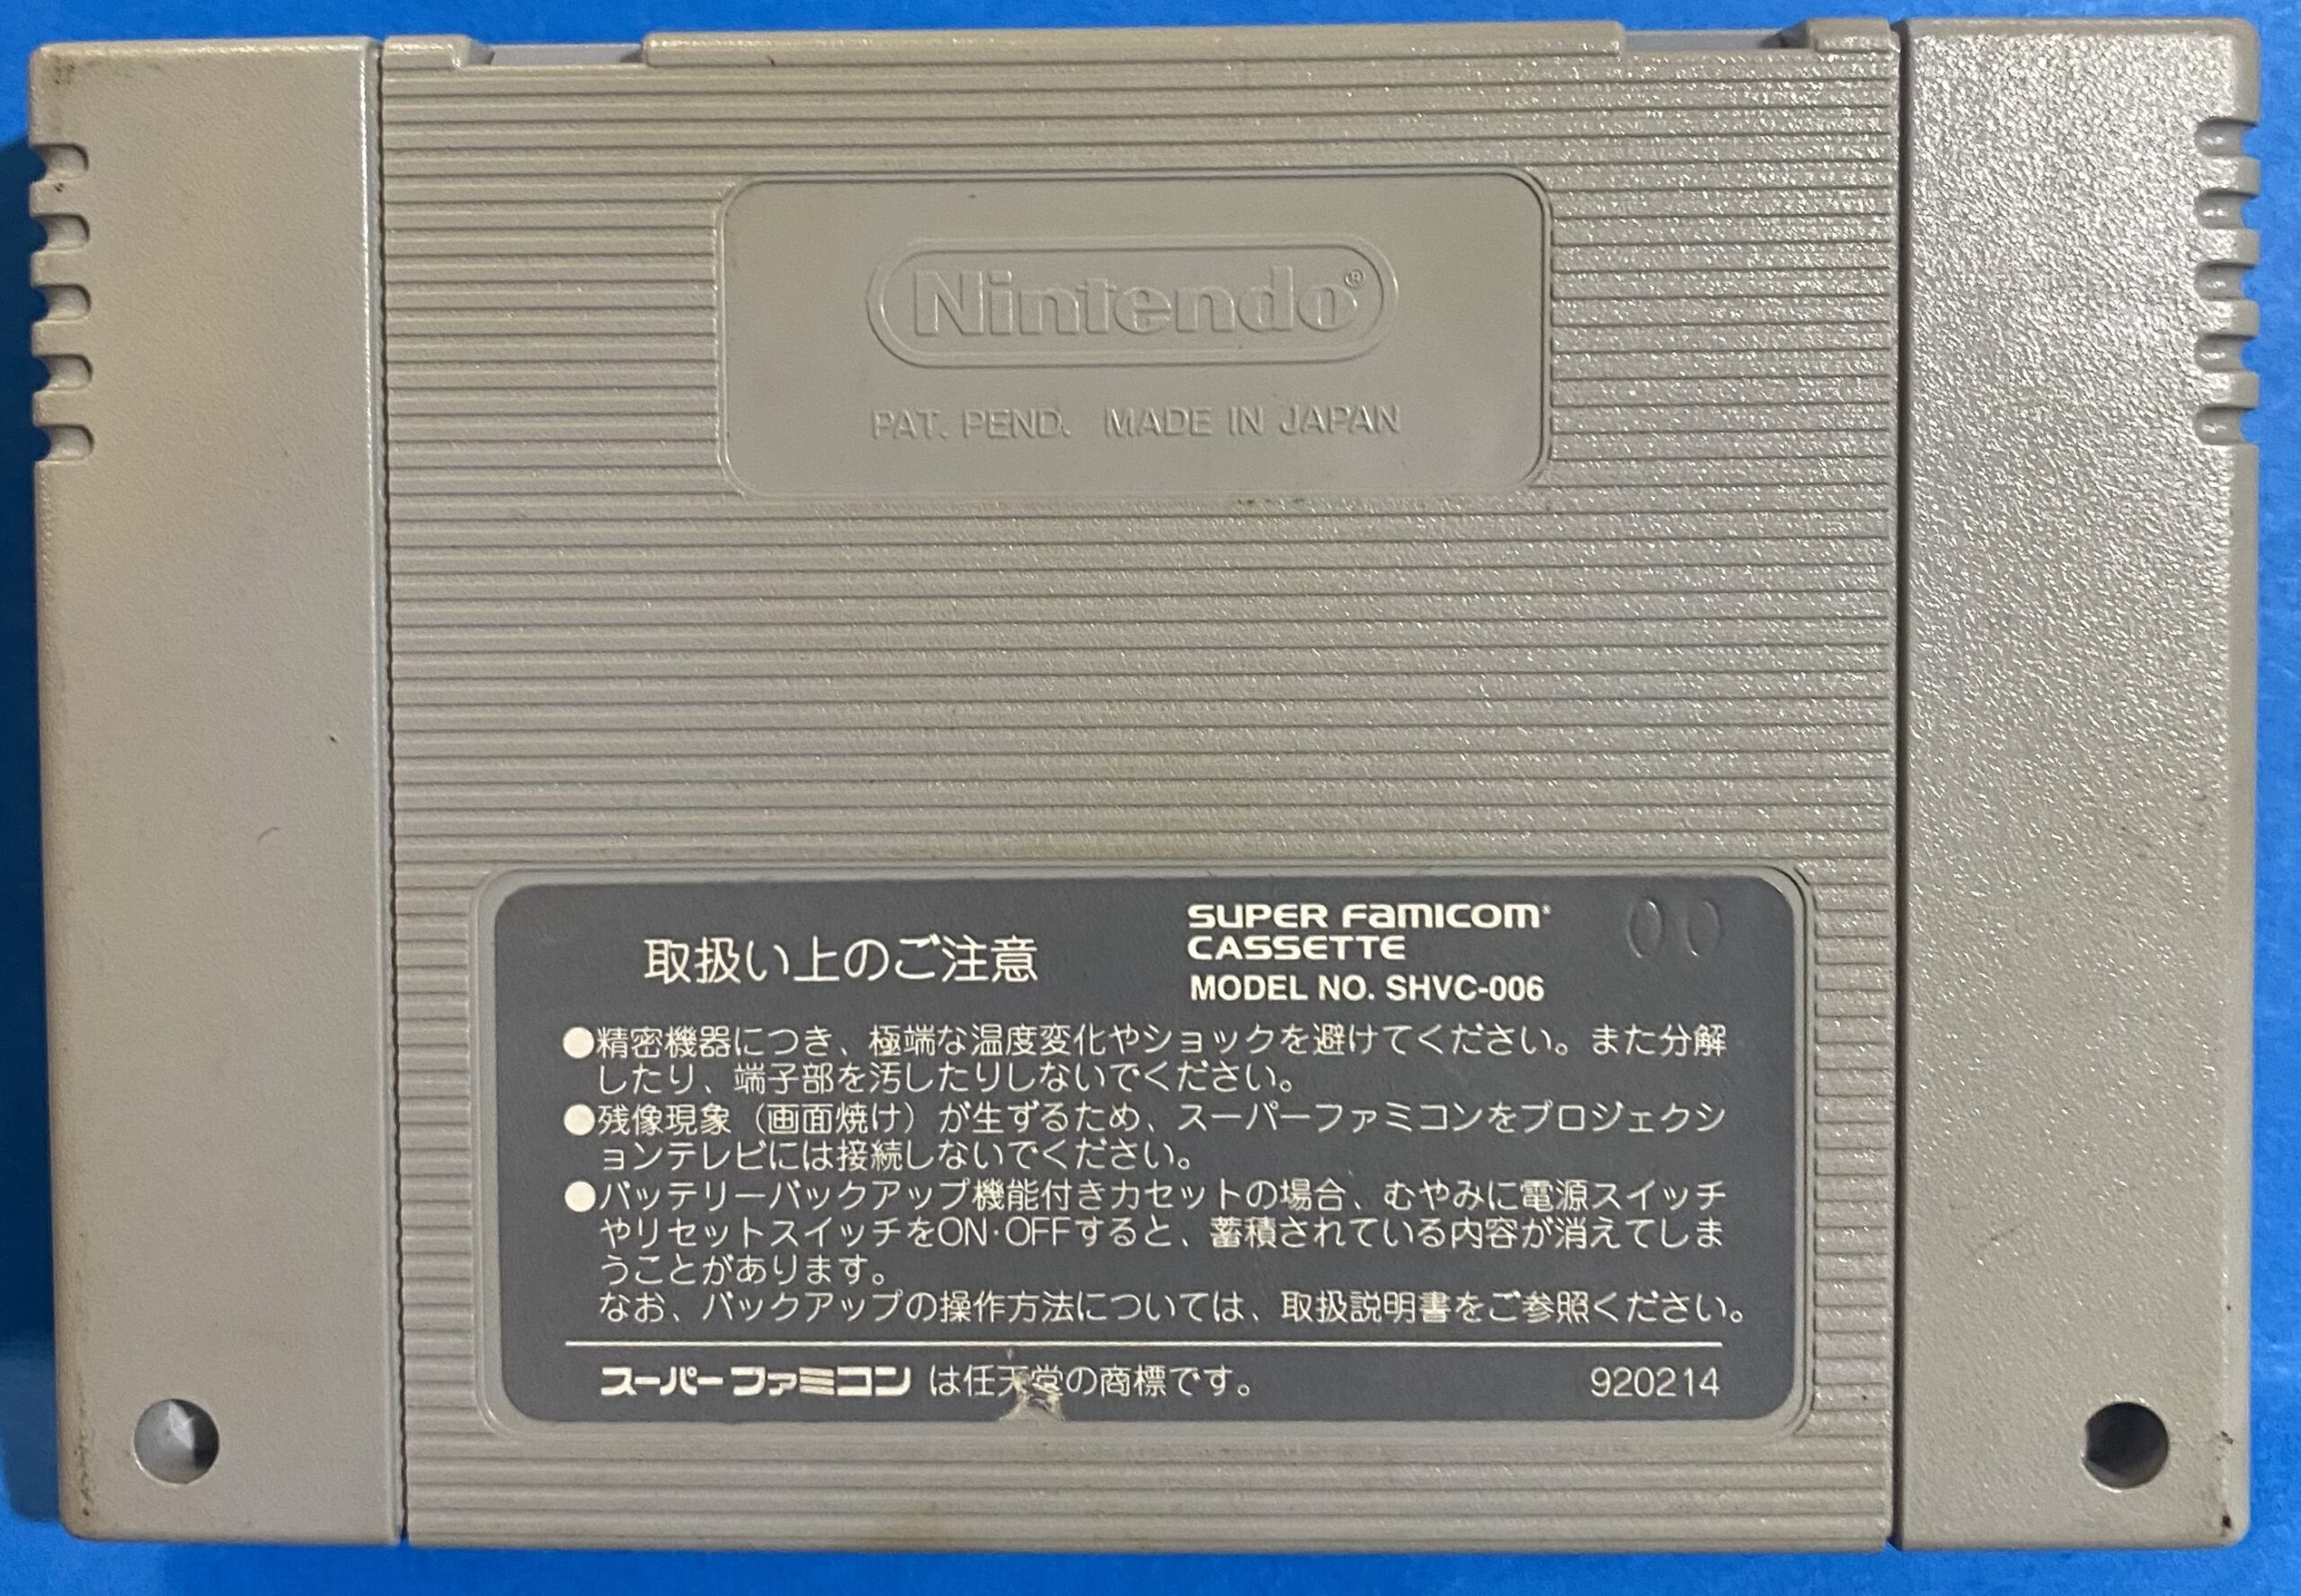 Nintendo®
PAT. PEND. MADE IN JAPAN
取扱い上のご注意
SUPER FAMICOM
CASSETTE
MODEL NO. SHVC-006
00
●精密機器につき、極端な温度変化やショックを避けてください。また分解
したり、端子部を汚したりしないでください。
●残像現象（画面焼け）が生ずるため、スーパーファミコンをプロジェクシ
ョンテレビには接続しないでください。
●バッテリーバックアップ機能付きカセットの場合、むやみに電源スイッチ
やリセットスイッチをON·OFFすると、蓄積されている内容が消えてしま
うことがあります。
なお、バックアップの操作方法については、取扱説明書をご参照ください。
スーパーファミコン は任天堂の商標です。
920214